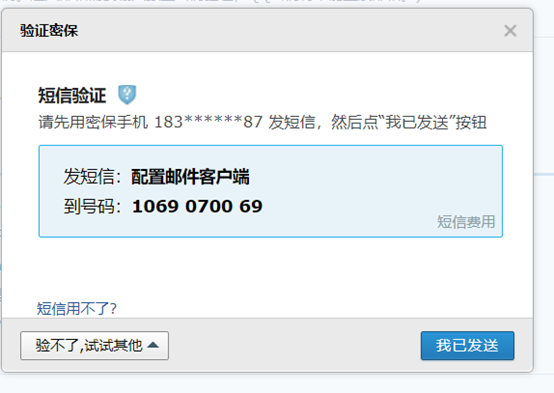 验证密保
短信验证
请先用密保手机 183******87 发短信，然后点“我已发送”按钮
发短信：配置邮件客户端
到号码：1069 0700 69
短信费用
短信用不了?
验不了,试试其他
我已发送